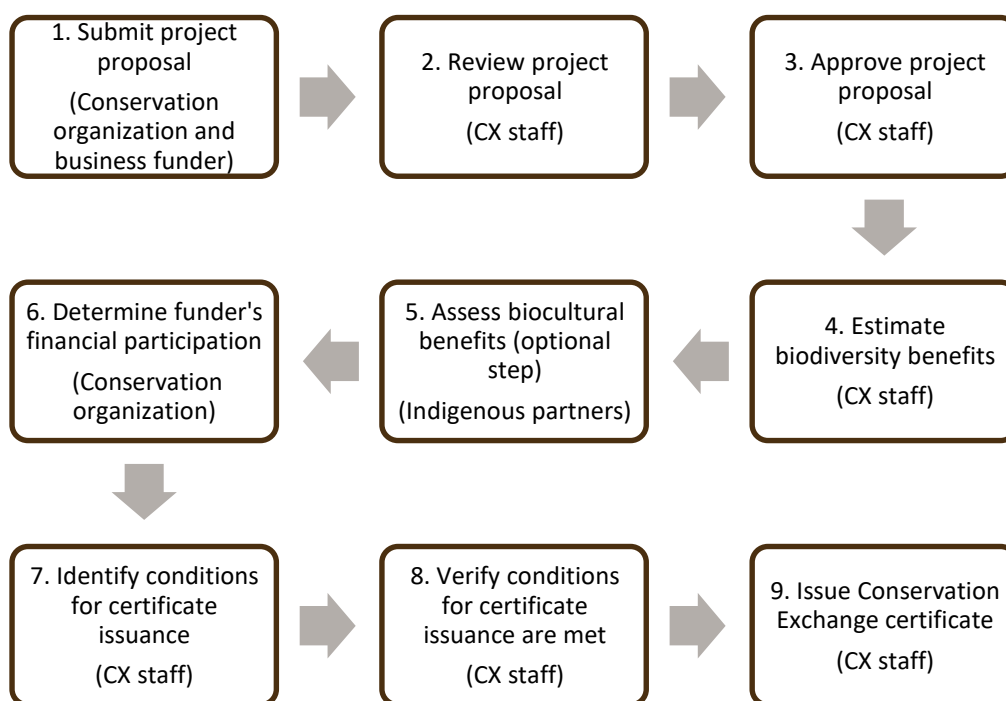 1. Submit project
proposal
(Conservation
organization and
business funder)
2. Review project
proposal
(CX staff)
3. Approve project
proposal
(CX staff)
4. Estimate
biodiversity benefits
(CX staff)
5. Assess biocultural
benefits (optional
step)
(Indigenous partners)
6. Determine funder's
financial participation
(Conservation
organization)
7. Identify conditions
for certificate
issuance
(CX staff)
8. Verify conditions
for certificate
issuance are met
(CX staff)
9. Issue Conservation
Exchange certificate
(CX staff)